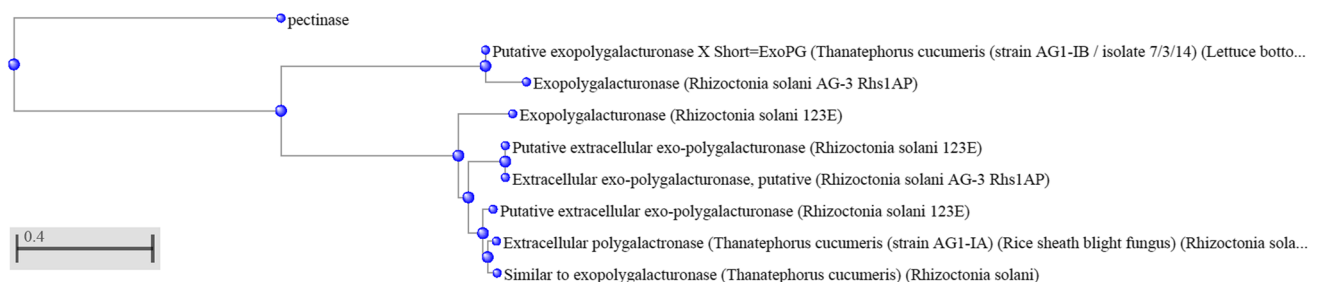 pectinase
Putative exopolygalacturonase X Short=ExoPG (Thanatephorus cucumeris (strain AG1-IB / isolate 7/3/14) (Lettuce botto...
Exopolygalacturonase (Rhizoctonia solani AG-3 Rhs1AP)
Exopolygalacturonase (Rhizoctonia solani 123E)
Putative extracellular exo-polygalacturonase (Rhizoctonia solani 123E)
Extracellular exo-polygalacturonase, putative (Rhizoctonia solani AG-3 Rhs1AP)
Putative extracellular exo-polygalacturonase (Rhizoctonia solani 123E)
0.4
Extracellular polygalactronase (Thanatephorus cucumeris (strain AG1-IA) (Rice sheath blight fungus) (Rhizoctonia sola...
Similar to exopolygalacturonase (Thanatephorus cucumeris) (Rhizoctonia solani)